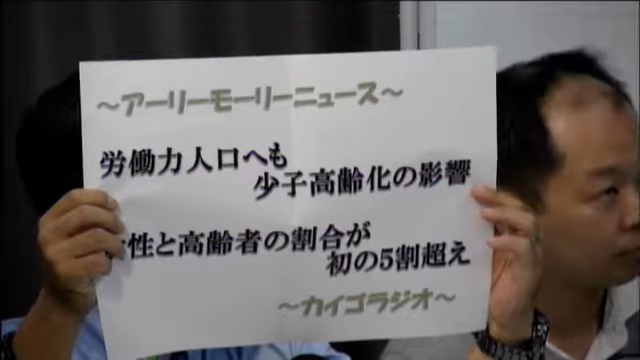 ～アーリーモーリーニュース～
労働力人口へも
少子高齢化の影響
性と高齢者の割合が
初の5割超え
～カイゴラジオ～